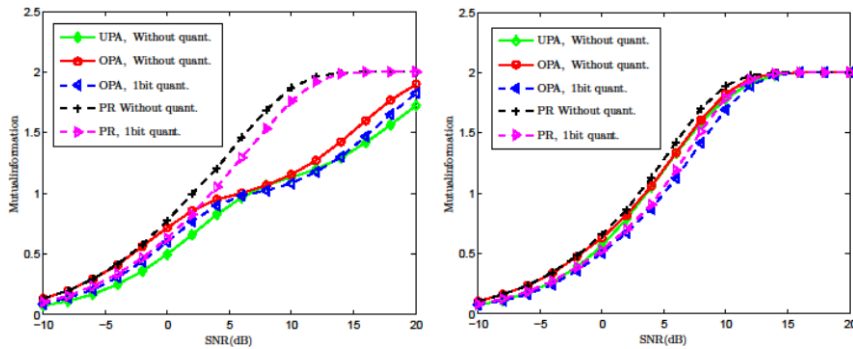 2.5
2
1.5
1
0.5
0
Mutualinformation
UPA, Without quant.
OPA, Without quant.
OPA, 1bit quant.
PR Without quant.
PR, 1bit quant.
−10
−5
0
5
10
15
20
SNR(dB)
2.5
2
1.5
1
0.5
0
Mutualinformation
UPA, Without quant.
OPA, Without quant.
OPA, 1bit quant.
PR Without quant.
PR, 1bit quant.
−10
−5
0
5
10
15
20
SNR(dB)